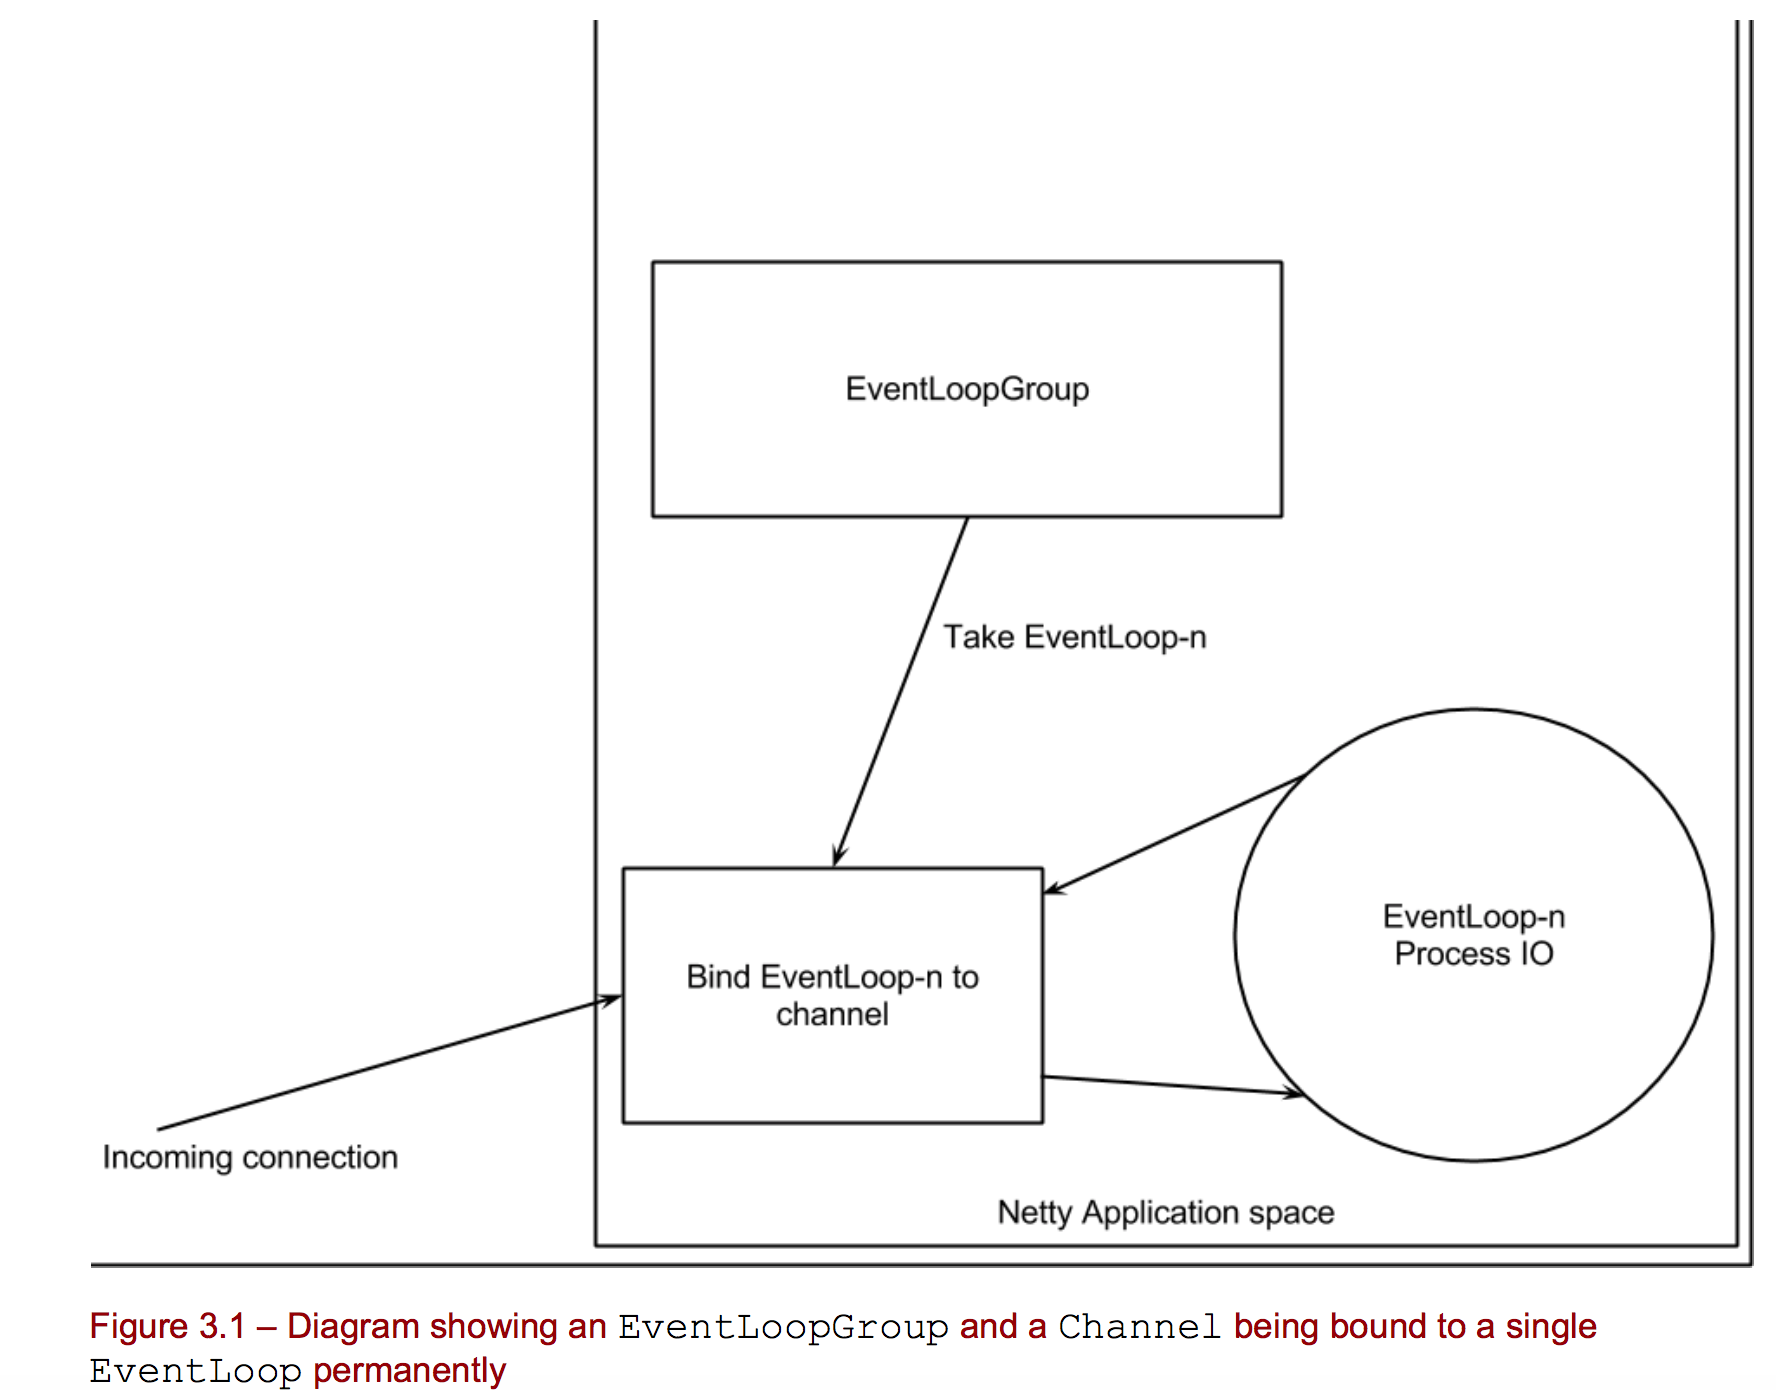 EventLoopGroup
Take EventLoop-n
EventLoop-n
Process IO
Bind EventLoop-n to
channel
Incoming connection
Netty Application space
Figure 3.1 – Diagram showing an EventLoopGroup and a Channel being bound to a single
EventLoop permanently